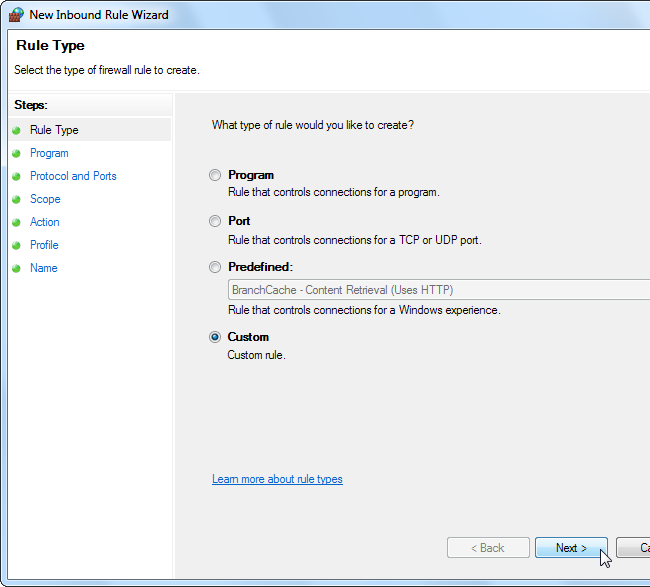 New Inbound Rule Wizard
Rule Type
Select the type of firewall rule to create.
Steps:
Rule Type
Program
Protocol and Ports
Scope
Action
Profile
Name
What type of rule would you like to create?
Program
Rule that controls connections for a program.
Port
Rule that controls connections for a TCP or UDP port.
Predefined:
BranchCache - Content Retrieval (Uses HTTP)
Rule that controls connections for a Windows experience.
Custom
Custom rule.
Learn more about rule types
< Back
Next >
Ca